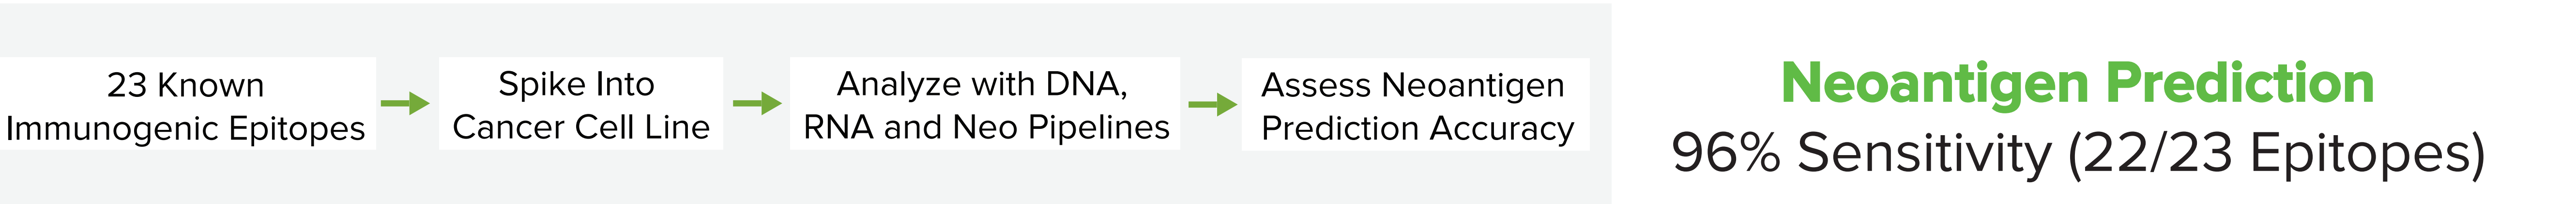 23 Known
Immunogenic Epitopes
Spike Into
Cancer Cell Line
Analyze with DNA,
RNA and Neo Pipelines
Assess Neoantigen
Prediction Accuracy
Neoantigen Prediction
96% Sensitivity (22/23 Epitopes)